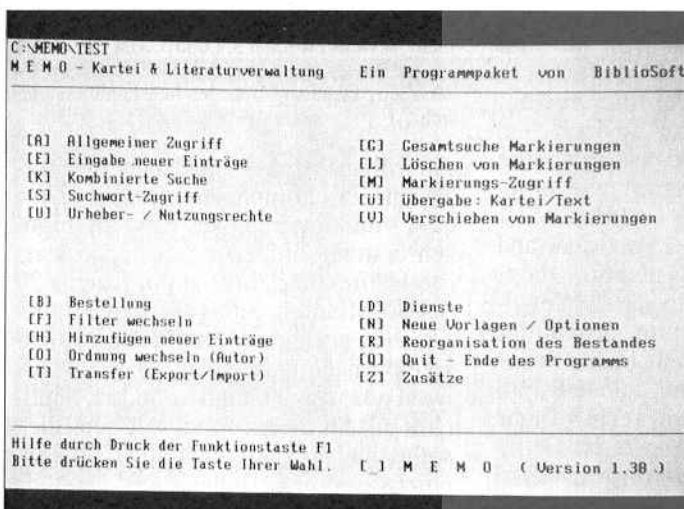 C:\MEMO\TEST
M E M O - Kartei & Literaturverwaltung Ein Programmpaket von BiblioSoft
[A] Allgemeiner Zugriff [G] Gesamtsuche Markierungen
[E] Eingabe neuer Einträge [L] Löschen von Markierungen
[K] Kombinierte Suche [M] Markierungs-Zugriff
[S] Suchwort-Zugriff [Ü] Übergabe: Kartei/Text
[U] Urheber- / Nutzungsrechte [V] Verschieben von Markierungen
[B] Bestellung [D] Dienste
[F] Filter wechseln [N] Neue Vorlagen / Optionen
[H] Hinzufügen neuer Einträge [R] Reorganisation des Bestandes
[O] Ordnung wechseln (Autor) [Q] Quit - Ende des Programms
[T] Transfer (Export/Import) [Z] Zusätze
Hilfe durch Druck der Funktionstaste F1
Bitte drücken Sie die Taste Ihrer Wahl. [_] M E M O ( Version 1.38 )